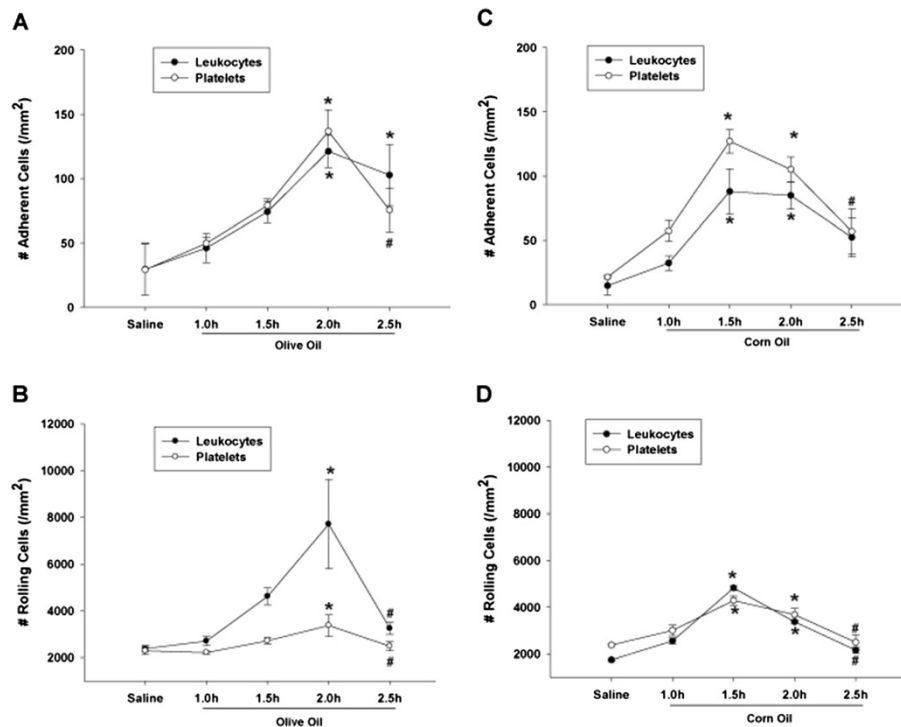 A
# Adherent Cells (/mm²)
200
150
100
50
0
Leukocytes
Platelets
*
*
*
#
Saline 1.0h 1.5h 2.0h 2.5h
Olive Oil
C
# Adherent Cells (/mm²)
200
150
100
50
0
Leukocytes
Platelets
*
*
*
*
#
Saline 1.0h 1.5h 2.0h 2.5h
Corn Oil
B
# Rolling Cells (/mm²)
12000
10000
8000
6000
4000
2000
Leukocytes
Platelets
*
*
#
#
Saline 1.0h 1.5h 2.0h 2.5h
Olive Oil
D
# Rolling Cells (/mm²)
12000
10000
8000
6000
4000
2000
Leukocytes
Platelets
*
*
*
*
#
#
Saline 1.0h 1.5h 2.0h 2.5h
Corn Oil